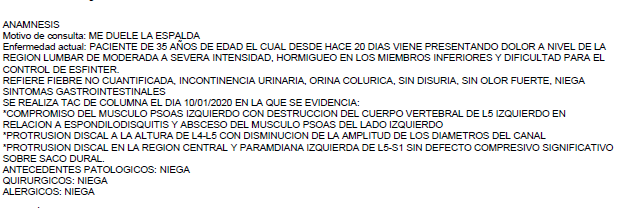 ANAMNESIS
Motivo de consulta: ME DUELE LA ESPALDA
Enfermedad actual: PACIENTE DE 35 AÑOS DE EDAD EL CUAL DESDE HACE 20 DIAS VIENE PRESENTANDO DOLOR A NIVEL DE LA
REGION LUMBAR DE MODERADA A SEVERA INTENSIDAD, HORMIGUEO EN LOS MIEMBROS INFERIORES Y DIFICULTAD PARA EL
CONTROL DE ESFINTER.
REFIERE FIEBRE NO CUANTIFICADA, INCONTINENCIA URINARIA, ORINA COLURICA, SIN DISURIA, SIN OLOR FUERTE, NIEGA
SINTOMAS GASTROINTESTINALES
SE REALIZA TAC DE COLUMNA EL DIA 10/01/2020 EN LA QUE SE EVIDENCIA:
*COMPROMISO DEL MUSCULO PSOAS IZQUIERDO CON DESTRUCCION DEL CUERPO VERTEBRAL DE L5 IZQUIERDO EN
RELACION A ESPONDILODISQUITIS Y ABSCESO DEL MUSCULO PSOAS DEL LADO IZQUIERDO
*PROTRUSION DISCAL A LA ALTURA DE L4-L5 CON DISMINUCION DE LA AMPLITUD DE LOS DIAMETROS DEL CANAL
*PROTRUSION DISCAL EN LA REGION CENTRAL Y PARAMDIANA IZQUIERDA DE L5-S1 SIN DEFECTO COMPRESIVO SIGNIFICATIVO
SOBRE SACO DURAL.
ANTECEDENTES PATOLOGICOS: NIEGA
QUIRURGICOS: NIEGA
ALERGICOS: NIEGA